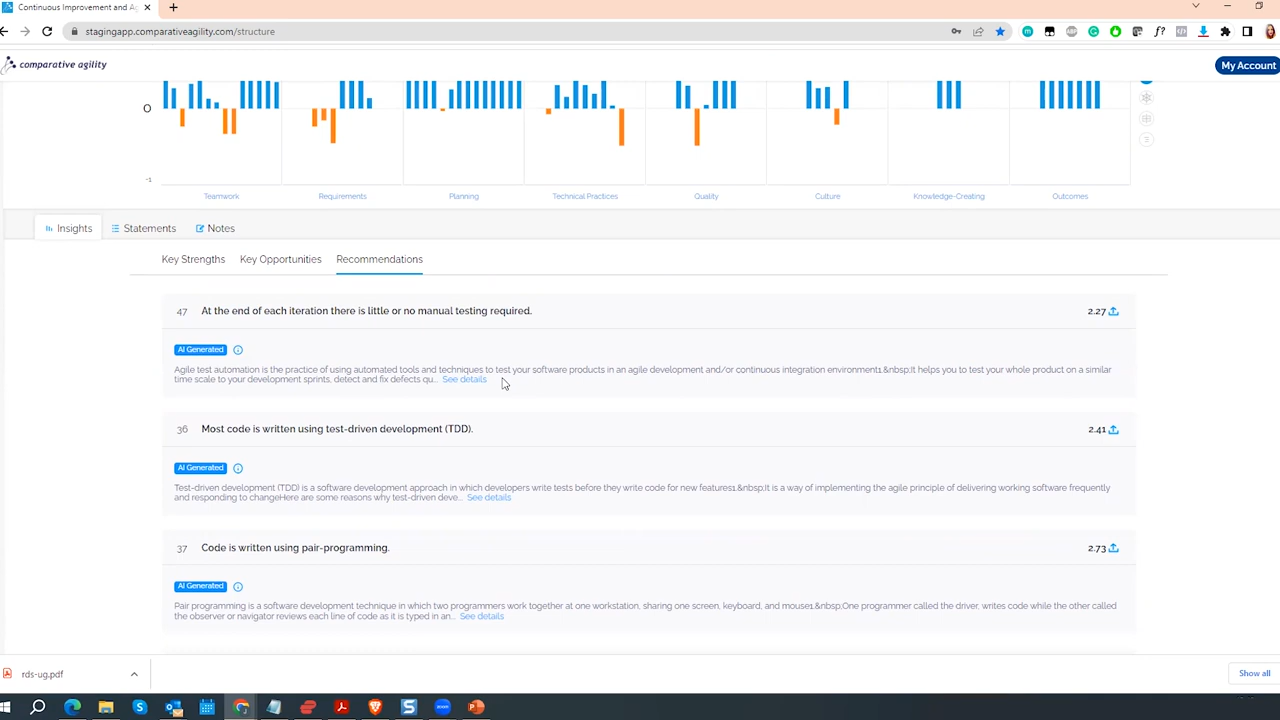 Continuous Improvement and Ag
stagingapp.comparativeagility.com/structure
comparative agility
My Account
0
-1
Teamwork
Requirements
Planning
Technical Practices
Quality
Culture
Knowledge-Creating
Outcomes
Insights
Statements
Notes
Key Strengths
Key Opportunities
Recommendations
47 At the end of each iteration there is little or no manual testing required. 2.27
AI Generated
Agile test automation is the practice of using automated tools and techniques to test your software products in an agile development and/or continuous integration environment1.&nbsp;It helps you to test your whole product on a similar
time scale to your development sprints, detect and fix defects qu... See details
36 Most code is written using test-driven development (TDD). 2.41
AI Generated
Test-driven development (TDD) is a software development approach in which developers write tests before they write code for new features1.&nbsp;It is a way of implementing the agile principle of delivering working software frequently
and responding to changeHere are some reasons why test-driven deve... See details
37 Code is written using pair-programming. 2.73
AI Generated
Pair programming is a software development technique in which two programmers work together at one workstation, sharing one screen, keyboard, and mouse1.&nbsp;One programmer called the driver, writes code while the other called
the observer or navigator reviews each line of code as it is typed in an... See details
rds-ug.pdf
Show all